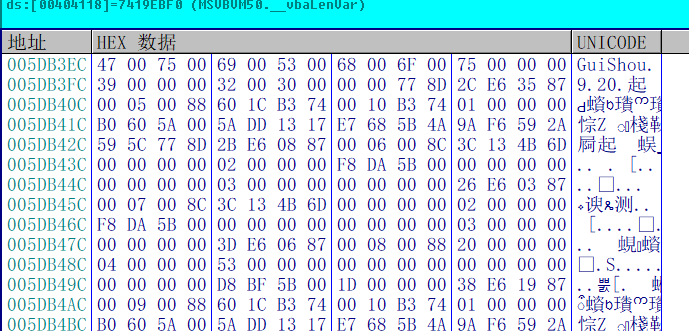 ds:[00404118]=7419EBF0 (MSVBVM50.__vbaLenVar)
地址 HEX 数据 UNICODE
005DB3EC 47 00 75 00 69 00 53 00 68 00 6F 00 75 00 00 00 GuiShou.
005DB3FC 39 00 00 00 32 00 30 00 00 00 77 8D 2C E6 35 87 9.20.起
005DB40C 00 05 00 88 60 1C B3 74 00 10 B3 74 01 00 00 00
005DB41C B0 60 5A 00 5A DD 13 17 E7 68 5B 4A 9A F6 59 2A
005DB42C 59 5C 77 8D 2B E6 08 87 00 06 00 8C 3C 13 4B 6D
005DB43C 00 00 00 00 02 00 00 00 F8 DA 5B 00 00 00 00 00
005DB44C 00 00 00 00 03 00 00 00 00 00 00 00 26 E6 03 87
005DB45C 00 07 00 8C 3C 13 4B 6D 00 00 00 00 02 00 00 00
005DB46C F8 DA 5B 00 00 00 00 00 00 00 00 00 03 00 00 00
005DB47C 00 00 00 00 3D E6 06 87 00 08 00 88 20 00 00 00
005DB48C 04 00 00 00 53 00 00 00 00 00 00 00 00 00 00 00 .S.....
005DB49C 00 00 00 00 D8 BF 5B 00 1D 00 00 00 38 E6 19 87
005DB4AC 00 09 00 88 60 1C B3 74 00 10 B3 74 01 00 00 00
005DB4BC B0 60 5A 00 5A DD 13 17 E7 68 5B 4A 9A F6 59 2A